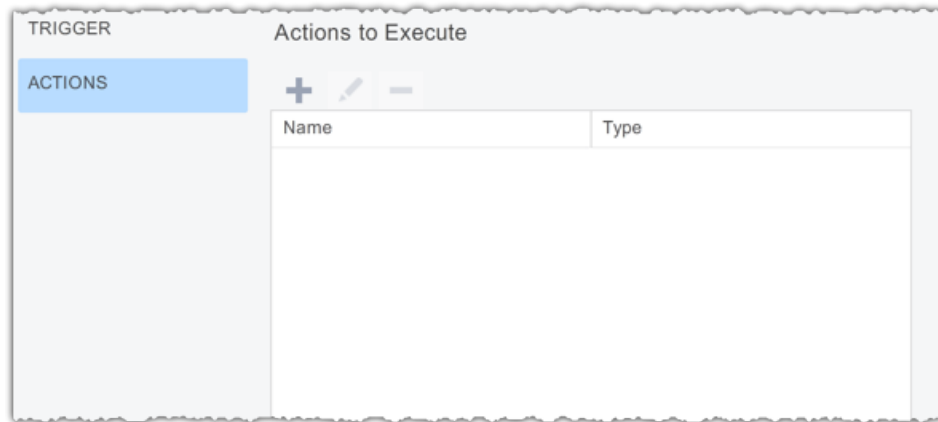 TRIGGER
Actions to Execute
ACTIONS
Name
Type